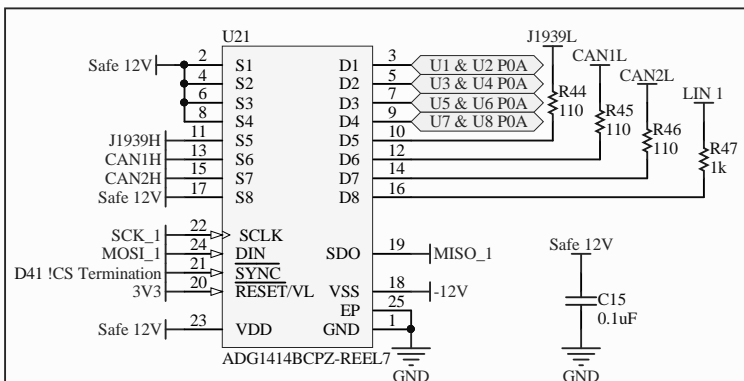 U21
J1939L
Safe 12V 2 S1 D1 3 U1 & U2 P0A CAN1L
4 S2 D2 5 U3 & U4 P0A R44 CAN2L
6 S3 D3 7 U5 & U6 P0A 110 R45 LIN 1
8 S4 D4 9 U7 & U8 P0A 110 R46
J1939H 11 S5 D5 10 110 R47
CAN1H 13 S6 D6 12 1k
CAN2H 15 S7 D7 14
Safe 12V 17 S8 D8 16
SCK_1 22 SCLK
MOSI_1 24 DIN SDO 19 MISO_1 Safe 12V
D41 !CS Termination 21 SYNC
3V3 20 RESET/VL VSS 18 -12V
EP 25 C15
Safe 12V 23 VDD GND 1 0.1uF
ADG1414BCPZ-REEL7
GND GND